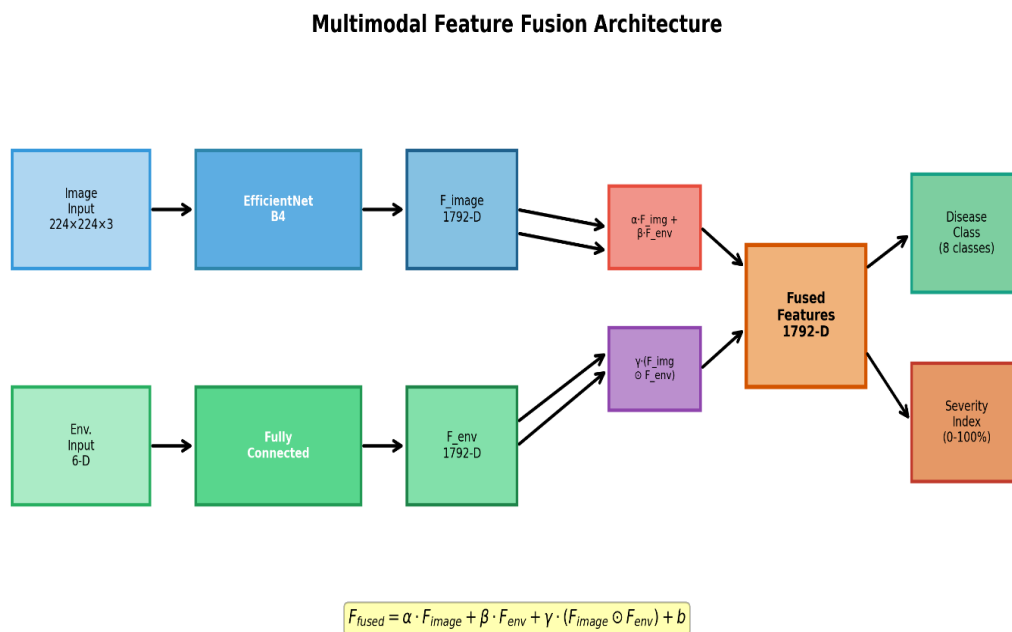 Multimodal Feature Fusion Architecture
Image
Input
224×224×3
EfficientNet
B4
F_image
1792-D
α·F_img +
β·F_env
Disease
Class
(8 classes)
Fused
Features
1792-D
γ·(F_img
⊙ F_env)
Env.
Input
6-D
Fully
Connected
F_env
1792-D
Severity
Index
(0-100%)
F_fused = α · F_image + β · F_env + γ · (F_image ⊙ F_env) + b